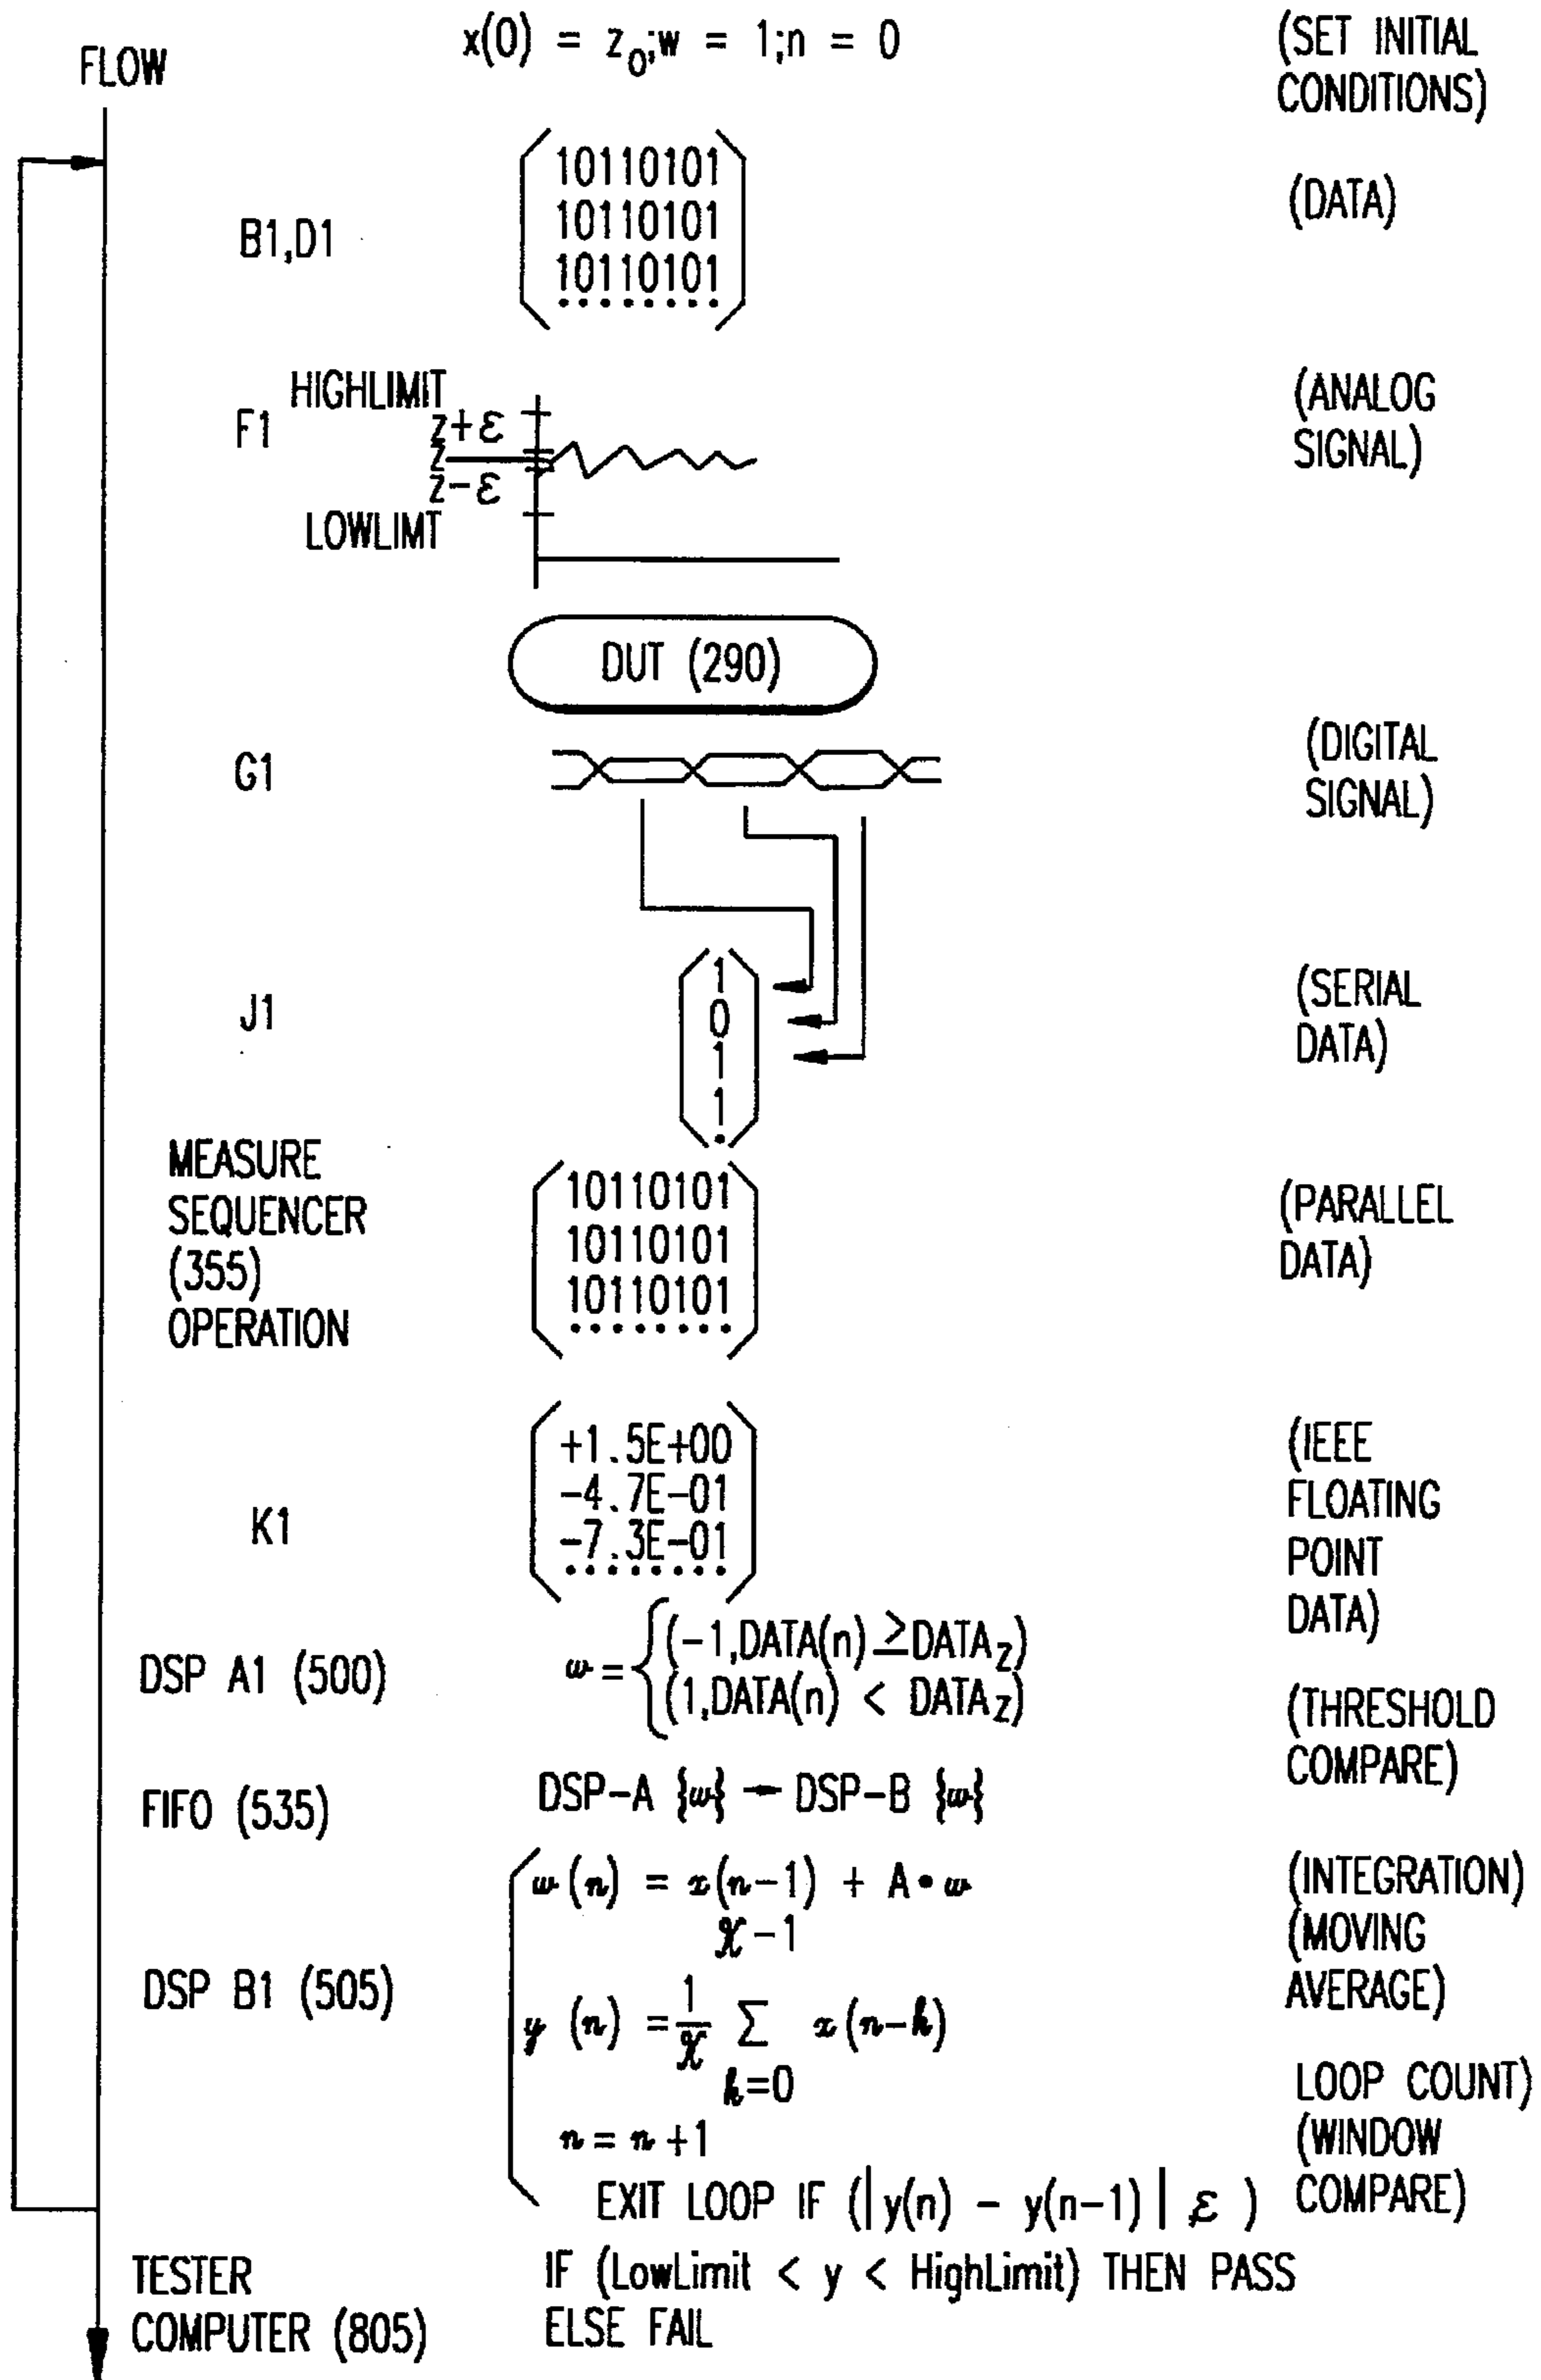 FLOW
x(0) = z₀;w = 1;n = 0
(SET INITIAL
CONDITIONS)
B1,D1
10110101
10110101
10110101
........
(DATA)
F1
HIGHLIMIT
z+ε
z
z-ε
LOWLIMT
(ANALOG
SIGNAL)
DUT (290)
G1
(DIGITAL
SIGNAL)
J1
1
0
1
1
.
(SERIAL
DATA)
MEASURE
SEQUENCER
(355)
OPERATION
10110101
10110101
10110101
........
(PARALLEL
DATA)
K1
+1.5E+00
-4.7E-01
-7.3E-01
........
(IEEE
FLOATING
POINT
DATA)
DSP A1 (500)
w = { (-1,DATA(n) ≥ DATA z)
(1,DATA(n) < DATA z)
(THRESHOLD
COMPARE)
FIFO (535)
DSP-A {w} → DSP-B {w}
DSP B1 (505)
w(n) = x(n-1) + A•w
K-1
y (n) = 1/K Σ x(n-k)
k=0
n = n +1
EXIT LOOP IF (|y(n) - y(n-1)| ε )
(INTEGRATION)
(MOVING
AVERAGE)
LOOP COUNT)
(WINDOW
COMPARE)
TESTER
COMPUTER (805)
IF (LowLimit < y < HighLimit) THEN PASS
ELSE FAIL